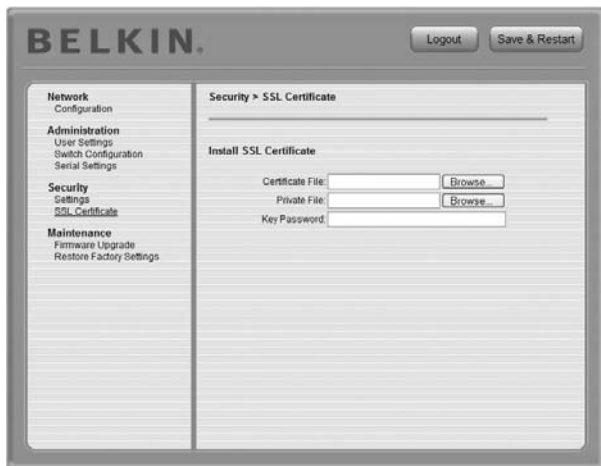 BELKIN.
Logout
Save & Restart
Network
Configuration
Administration
User Settings
Switch Configuration
Serial Settings
Security
Settings
SSL Certificate
Maintenance
Firmware Upgrade
Restore Factory Settings
Security > SSL Certificate
Install SSL Certificate
Certificate File: Browse...
Private File: Browse...
Key Password: